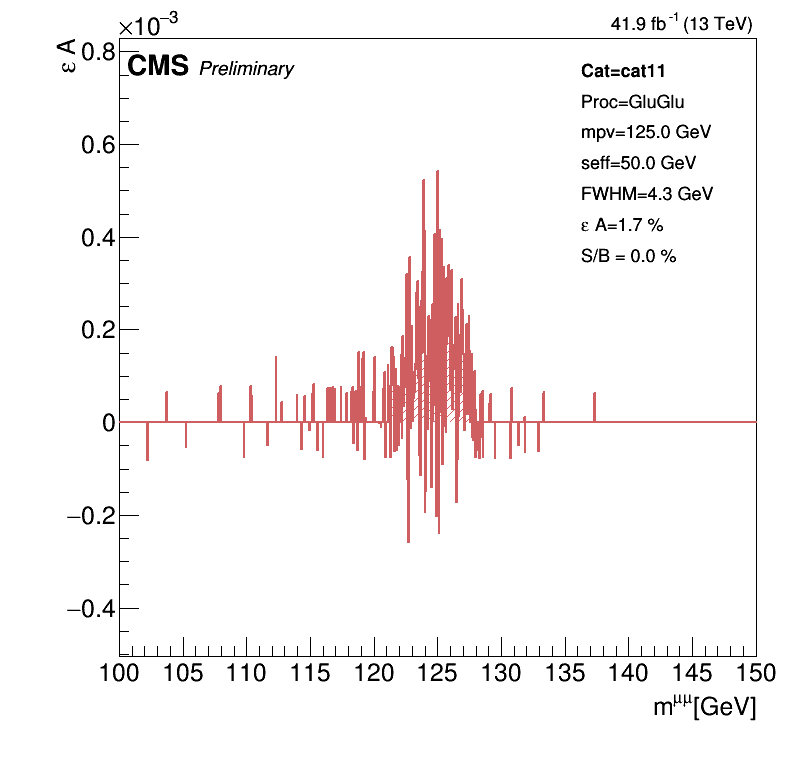 ×10⁻³
41.9 fb⁻¹ (13 TeV)
ε A
CMS Preliminary
Cat=cat11
Proc=GluGlu
mpv=125.0 GeV
seff=50.0 GeV
FWHM=4.3 GeV
ε A=1.7 %
S/B = 0.0 %
0.8
0.6
0.4
0.2
0
−0.2
−0.4
100 105 110 115 120 125 130 135 140 145 150
m^μμ[GeV]